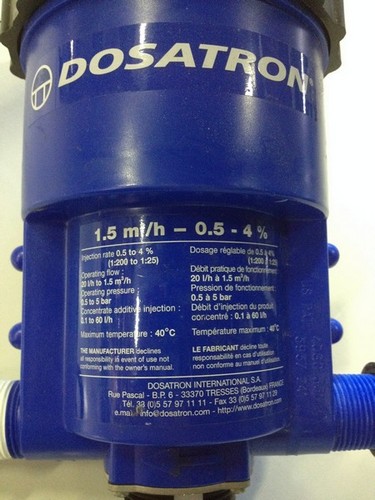 DOSATRON®
1.5 m³/h – 0.5 - 4 %
Injection rate 0.5 to 4 %
(1:200 to 1:25)
Operating flow :
20 l/h to 1.5 m³/h
Operating pressure :
0.5 to 5 bar
Concentrate additive injection :
0.1 to 60 l/h
Maximum temperature : 40°C
THE MANUFACTURER declines
all responsibility in event of use not
conforming with the owner's manual.
Dosage réglable de 0.5 à 4%
(1:200 à 1:25)
Débit pratique de fonctionnement :
20 l/h à 1.5 m³/h
Pression de fonctionnement :
0.5 à 5 bar
Débit d'injection du produit
concentré : 0.1 à 60 l/h
Température maximum : 40°C
LE FABRICANT décline toute
responsabilité en cas d'utilisation
non conforme au manuel d'utilisation.
DOSATRON INTERNATIONAL S.A.
Rue Pascal - B.P. 6 - 33370 TRESSES (Bordeaux) FRANCE
Tél. 33 (0)5 57 97 11 11 - Fax 33 (0)5 57 97 11 29
e.mail : info@dosatron.com - http://www.dosatron.com